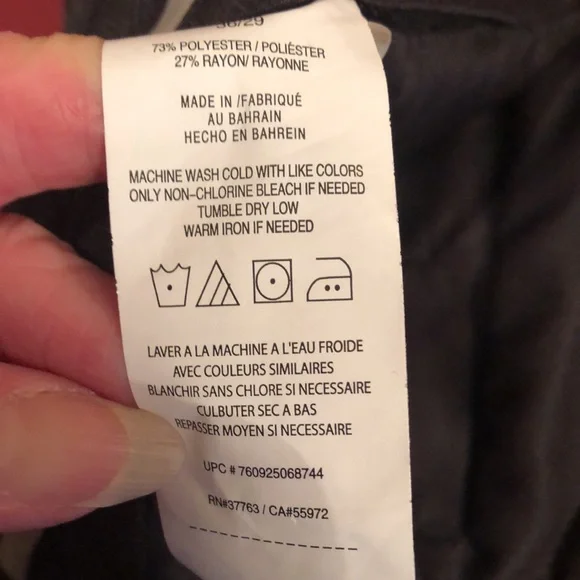 36/29
73% POLYESTER / POLIÉSTER
27% RAYON/ RAYONNE
MADE IN /FABRIQUÉ
AU BAHRAIN
HECHO EN BAHREIN
MACHINE WASH COLD WITH LIKE COLORS
ONLY NON-CHLORINE BLEACH IF NEEDED
TUMBLE DRY LOW
WARM IRON IF NEEDED
LAVER A LA MACHINE A L'EAU FROIDE
AVEC COULEURS SIMILAIRES
BLANCHIR SANS CHLORE SI NECESSAIRE
CULBUTER SEC A BAS
REPASSER MOYEN SI NECESSAIRE
UPC # 760925068744
RN#37763 / CA#55972